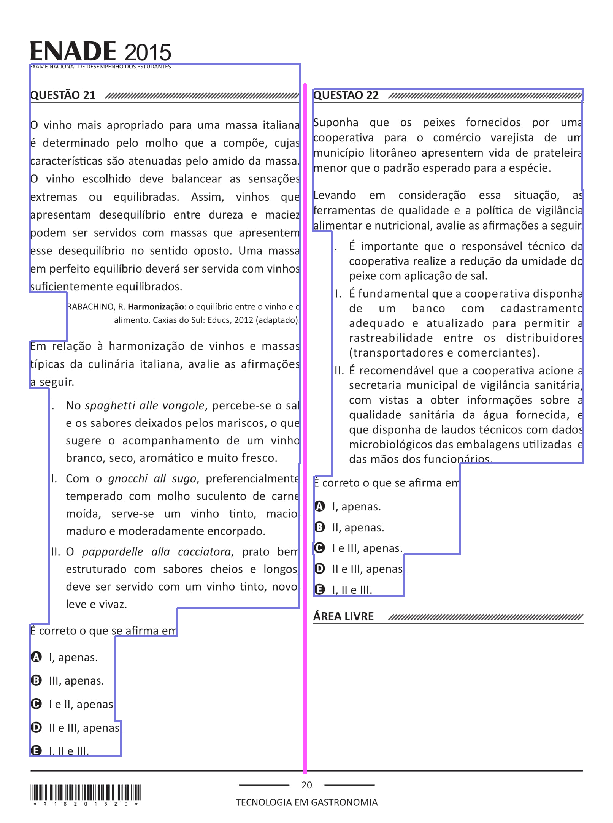 ENADE 2015
EXAME NACIONAL DE DESEMPENHO DOS ESTUDANTES
QUESTÃO 21
O vinho mais apropriado para uma massa italiana
é determinado pelo molho que a compõe, cujas
características são atenuadas pelo amido da massa.
O vinho escolhido deve balancear as sensações
extremas ou equilibradas. Assim, vinhos que
apresentam desequilíbrio entre dureza e maciez
podem ser servidos com massas que apresentem
esse desequilíbrio no sentido oposto. Uma massa
em perfeito equilíbrio deverá ser servida com vinhos
suficientemente equilibrados.
RABACHINO, R. Harmonização: o equilíbrio entre o vinho e o
alimento. Caxias do Sul: Educs, 2012 (adaptado)
Em relação à harmonização de vinhos e massas
típicas da culinária italiana, avalie as afirmações
a seguir.
. No spaghetti alle vongole, percebe-se o sal
e os sabores deixados pelos mariscos, o que
sugere o acompanhamento de um vinho
branco, seco, aromático e muito fresco.
I. Com o gnocchi all sugo, preferencialmente
temperado com molho suculento de carne
moída, serve-se um vinho tinto, macio
maduro e moderadamente encorpado.
II. O pappardelle alla cacciatora, prato bem
estruturado com sabores cheios e longos
deve ser servido com um vinho tinto, novo
leve e vivaz.
É correto o que se afirma em
A I, apenas.
B III, apenas.
C I e II, apenas
D II e III, apenas
E I, II e III.
QUESTAO 22
Suponha que os peixes fornecidos por uma
cooperativa para o comércio varejista de um
município litorâneo apresentem vida de prateleira
menor que o padrão esperado para a espécie.
Levando em consideração essa situação, as
ferramentas de qualidade e a política de vigilância
alimentar e nutricional, avalie as afirmações a seguir.
. É importante que o responsável técnico da
cooperativa realize a redução da umidade do
peixe com aplicação de sal.
I. É fundamental que a cooperativa disponha
de um banco com cadastramento
adequado e atualizado para permitir a
rastreabilidade entre os distribuidores
(transportadores e comerciantes).
II. É recomendável que a cooperativa acione a
secretaria municipal de vigilância sanitária,
com vistas a obter informações sobre a
qualidade sanitária da água fornecida, e
que disponha de laudos técnicos com dados
microbiológicos das embalagens utilizadas e
das mãos dos funcionários.
É correto o que se afirma em
A I, apenas.
B II, apenas.
C I e III, apenas.
D II e III, apenas
E I, II e III.
ÁREA LIVRE
20
TECNOLOGIA EM GASTRONOMIA